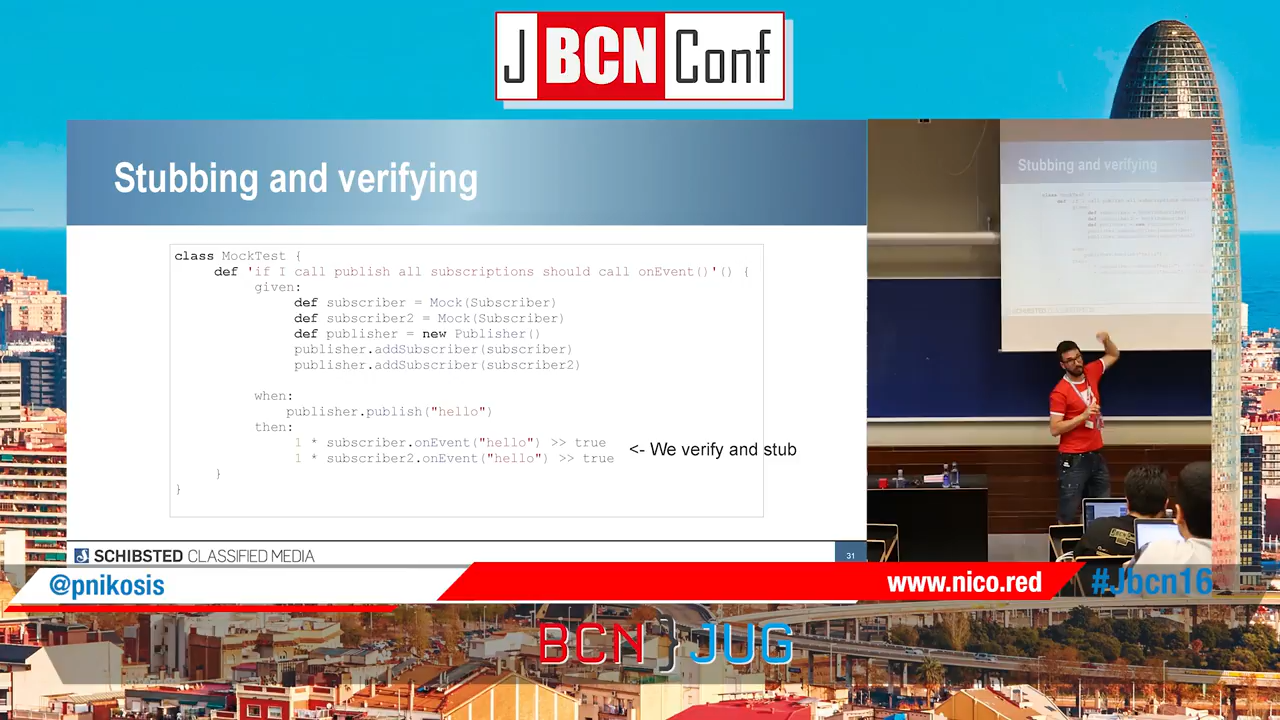 J BCN Conf
Stubbing and verifying
class MockTest {
def 'if I call publish all subscriptions should call onEvent()'() {
given:
def subscriber = Mock(Subscriber)
def subscriber2 = Mock(Subscriber)
def publisher = new Publisher()
publisher.addSubscriber(subscriber)
publisher.addSubscriber(subscriber2)
when:
publisher.publish("hello")
then:
1 * subscriber.onEvent("hello") >> true
1 * subscriber2.onEvent("hello") >> true
<- We verify and stub
}
}
SCHIBSTED CLASSIFIED MEDIA
31
Stubbing and verifying
@pnikosis
www.nico.red
#Jbcn16
BCN JUG